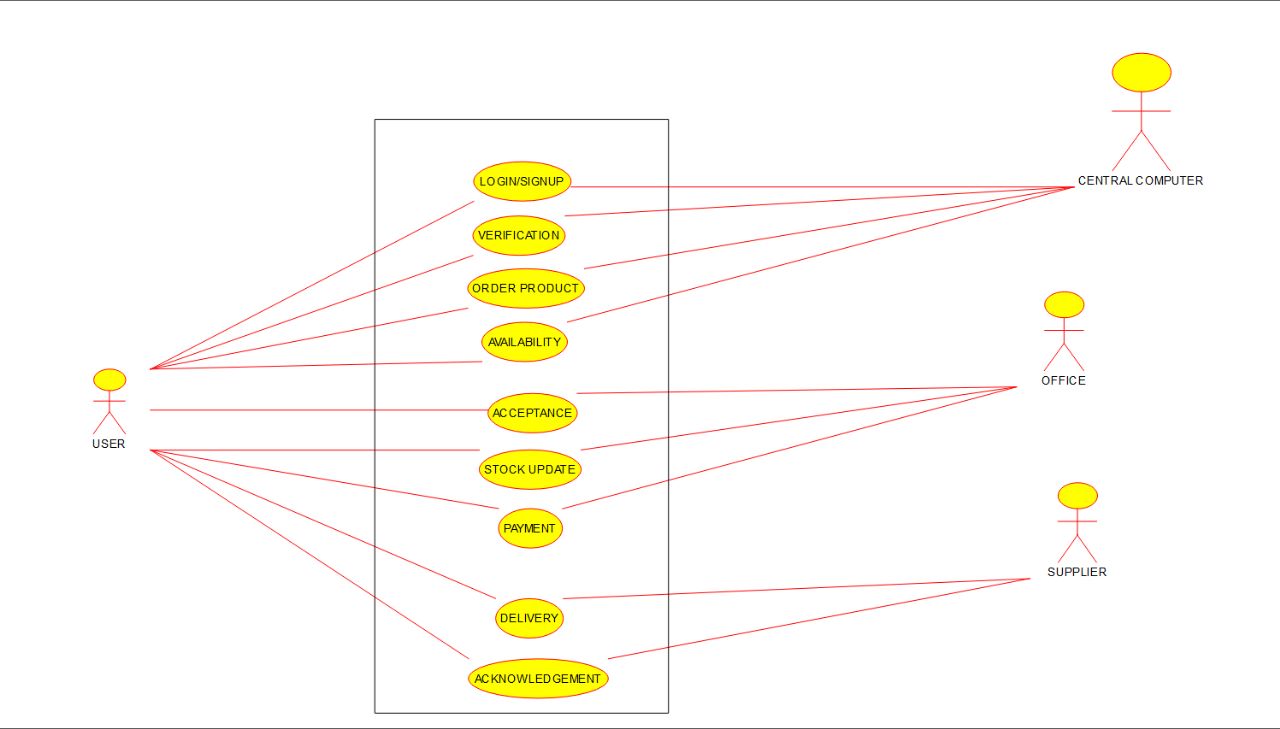 CENTRAL COMPUTER
LOGIN/SIGNUP
VERIFICATION
ORDER PRODUCT
AVAILABILITY
OFFICE
ACCEPTANCE
USER
STOCK UPDATE
PAYMENT
SUPPLIER
DELIVERY
ACKNOWLEDGEMENT